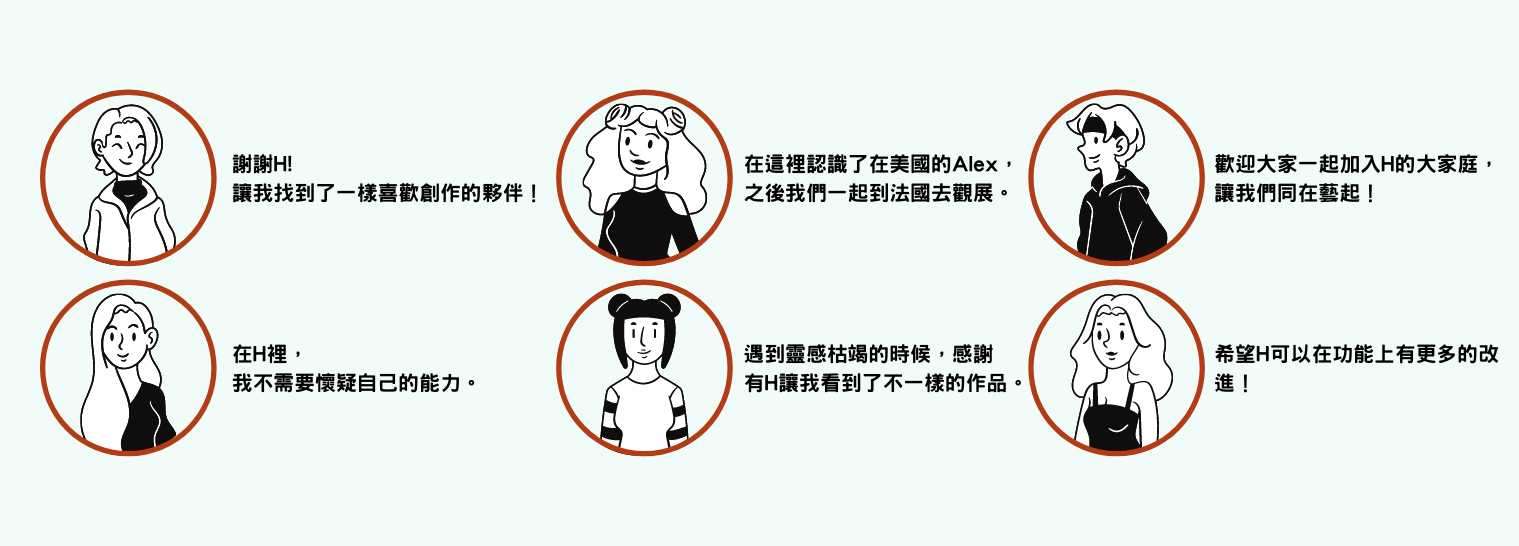 謝謝H!
讓我找到了一樣喜歡創作的夥伴！
在這裡認識了在美國的Alex，
之後我們一起到法國去觀展。
歡迎大家一起加入H的大家庭，
讓我們同在藝起！
在H裡，
我不需要懷疑自己的能力。
遇到靈感枯竭的時候，感謝
有H讓我看到了不一樣的作品。
希望H可以在功能上有更多的改
進！